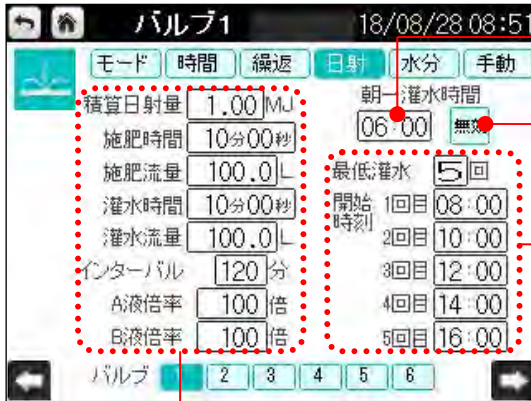 バルブ1 18/08/28 08:5
モード 時間 繰返 日射 水分 手動
積算日射量 1.00 MJ
施肥時間 10分00秒
施肥流量 100.0 L
灌水時間 10分00秒
灌水流量 100.0 L
インターバル 120 分
A液倍率 100 倍
B液倍率 100 倍
朝一灌水時間
06:00 無効
最低灌水 5 回
開始時刻 1回目 08:00
2回目 10:00
3回目 12:00
4回目 14:00
5回目 16:00
バルブ 2 3 4 5 6